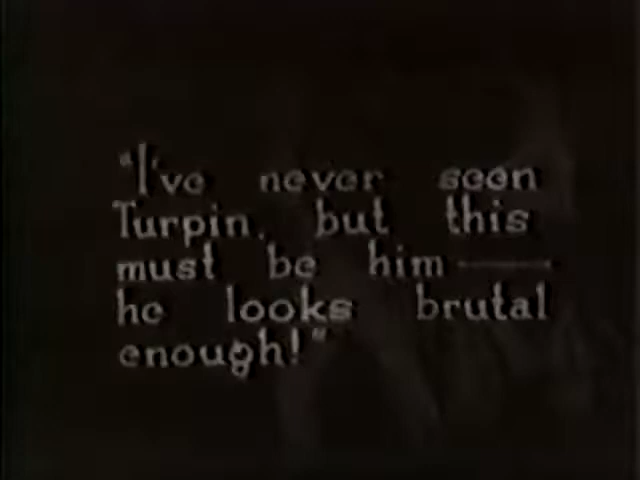 "I've never seen
Turpin, but this
must be him —
he looks brutal
enough!"